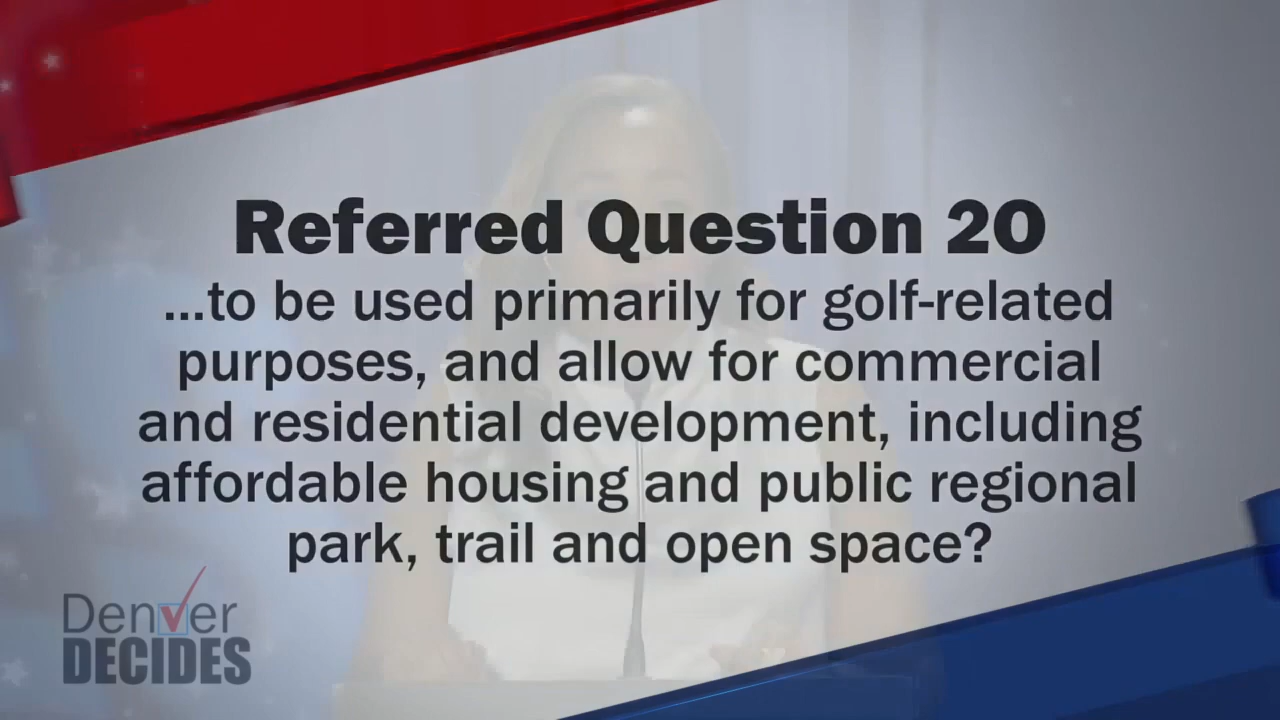 Referred Question 2O
...to be used primarily for golf-related
purposes, and allow for commercial
and residential development, including
affordable housing and public regional
park, trail and open space?
Denver
DECIDES